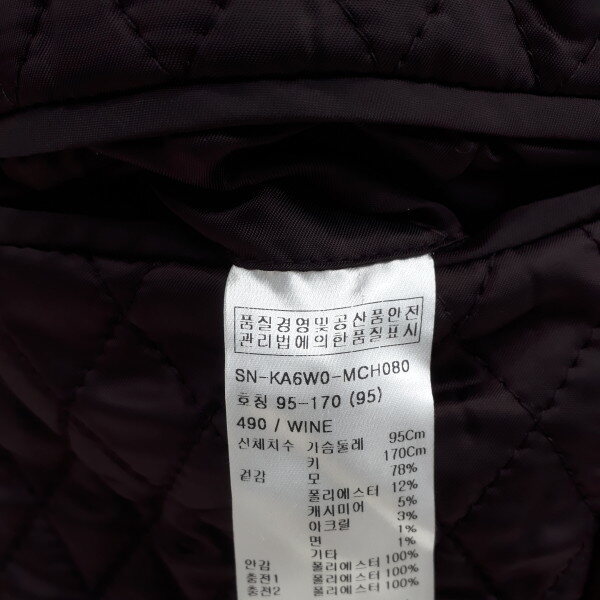 품질경영및공산품안전
관리법에의한품질표시
SN-KA6W0-MCH080
호칭 95-170 (95)
490 / WINE
신체치수 가슴둘레 95Cm
키 170Cm
겉감 모 78%
폴리에스터 12%
캐시미어 5%
아크릴 3%
면 1%
기타 1%
안감 폴리에스터 100%
충전1 폴리에스터 100%
충전2 폴리에스터 100%